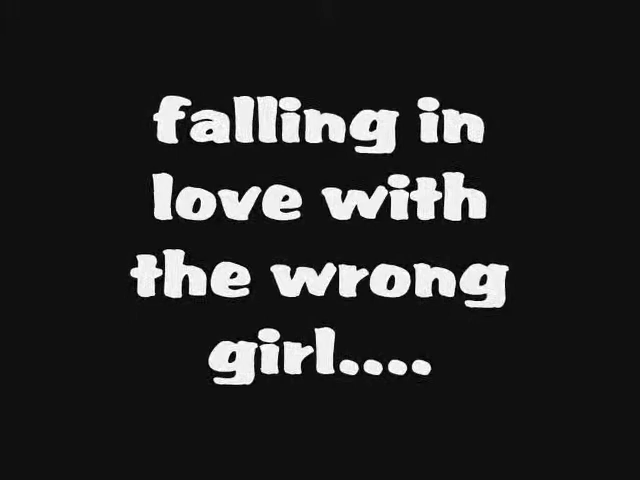 falling in
love with
the wrong
girl....